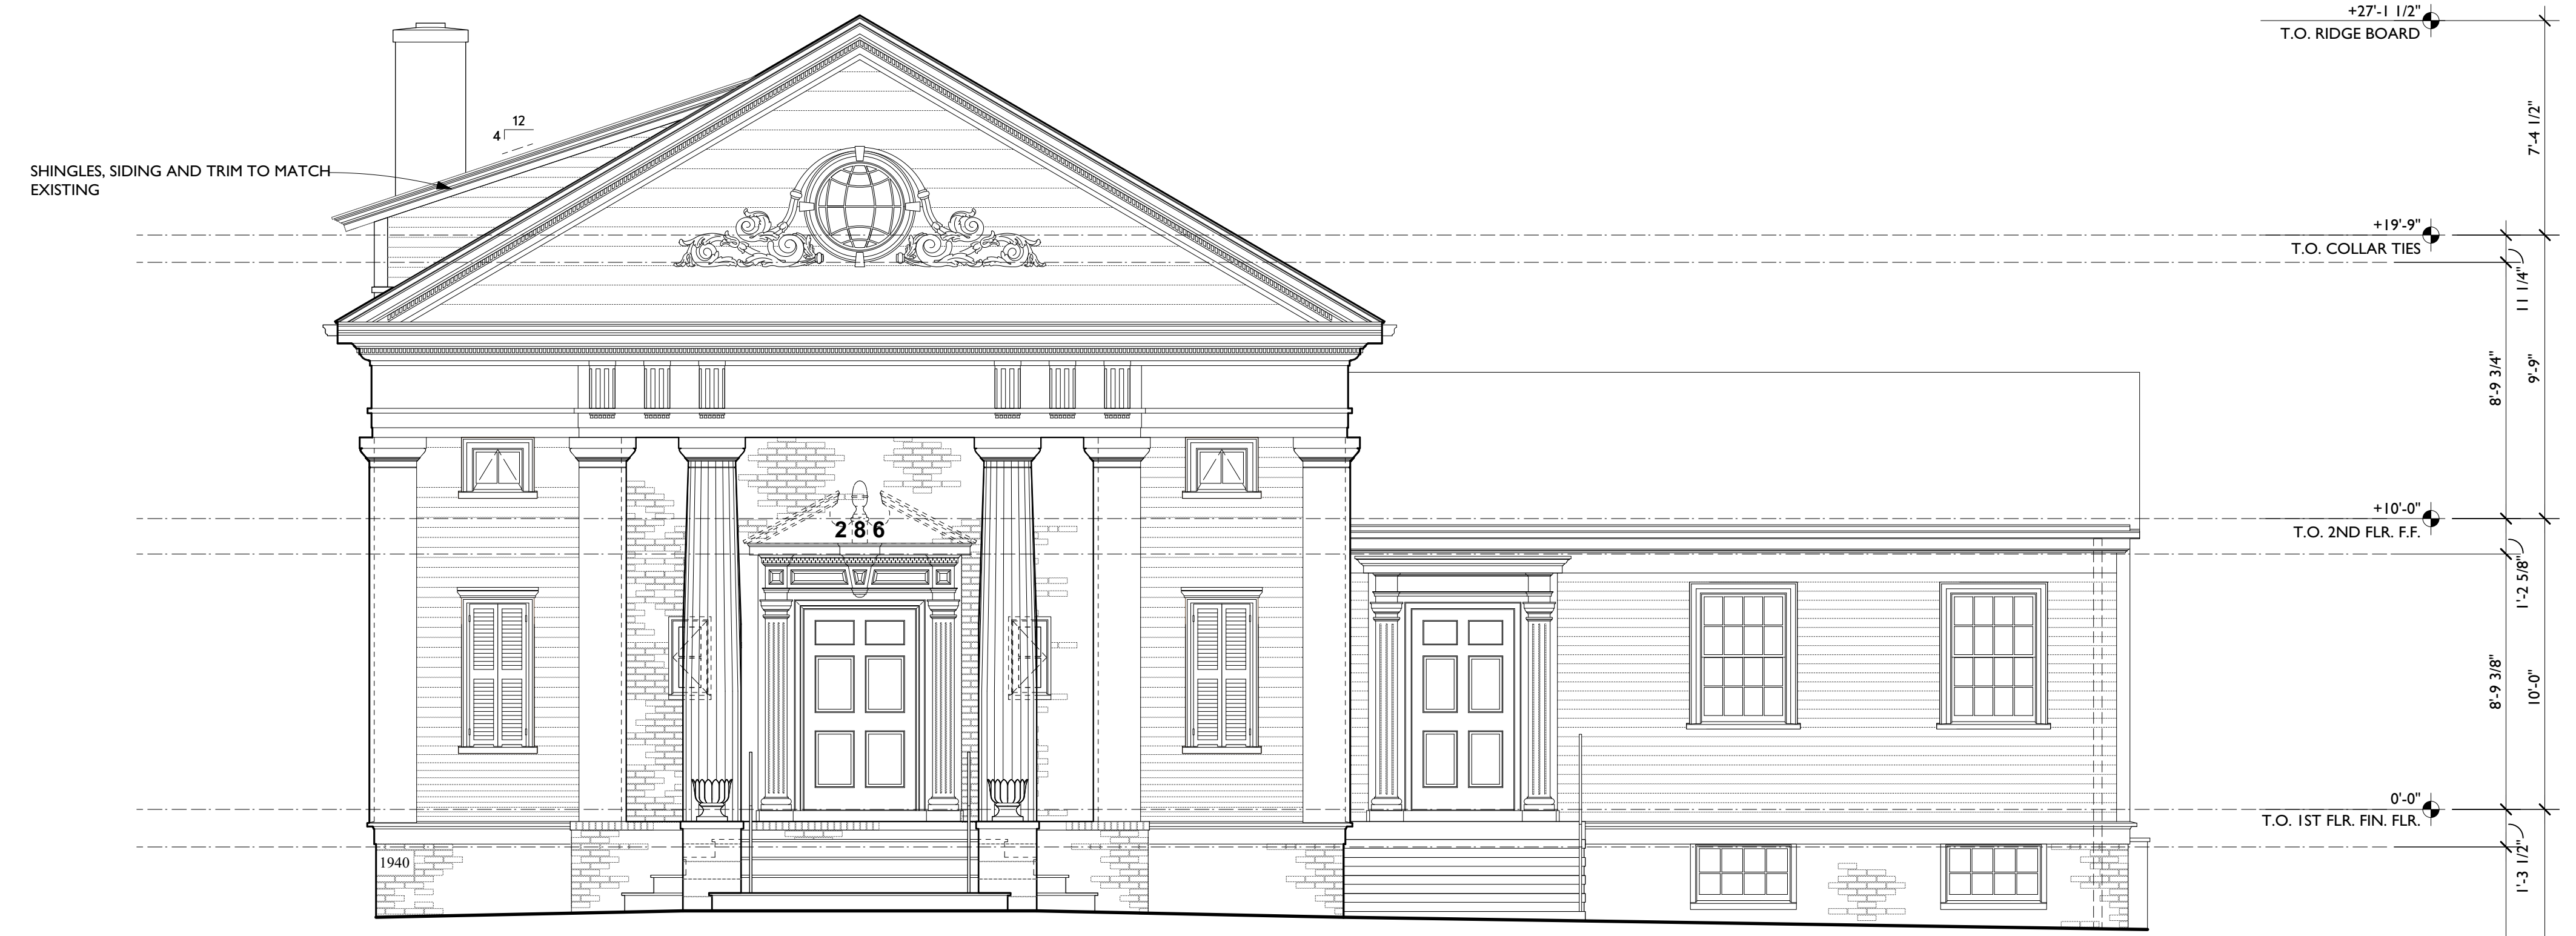 +27'-1 1/2"
T.O. RIDGE BOARD
12
4
7'-4 1/2"
SHINGLES, SIDING AND TRIM TO MATCH
EXISTING
+19'-9"
T.O. COLLAR TIES
11 1/4"
8'-9 3/4"
9'-9"
+10'-0"
T.O. 2ND FLR. F.F.
286
1'-2 5/8"
8'-9 3/8"
10'-0"
0'-0"
T.O. 1ST FLR. FIN. FLR.
1940
1'-3 1/2"